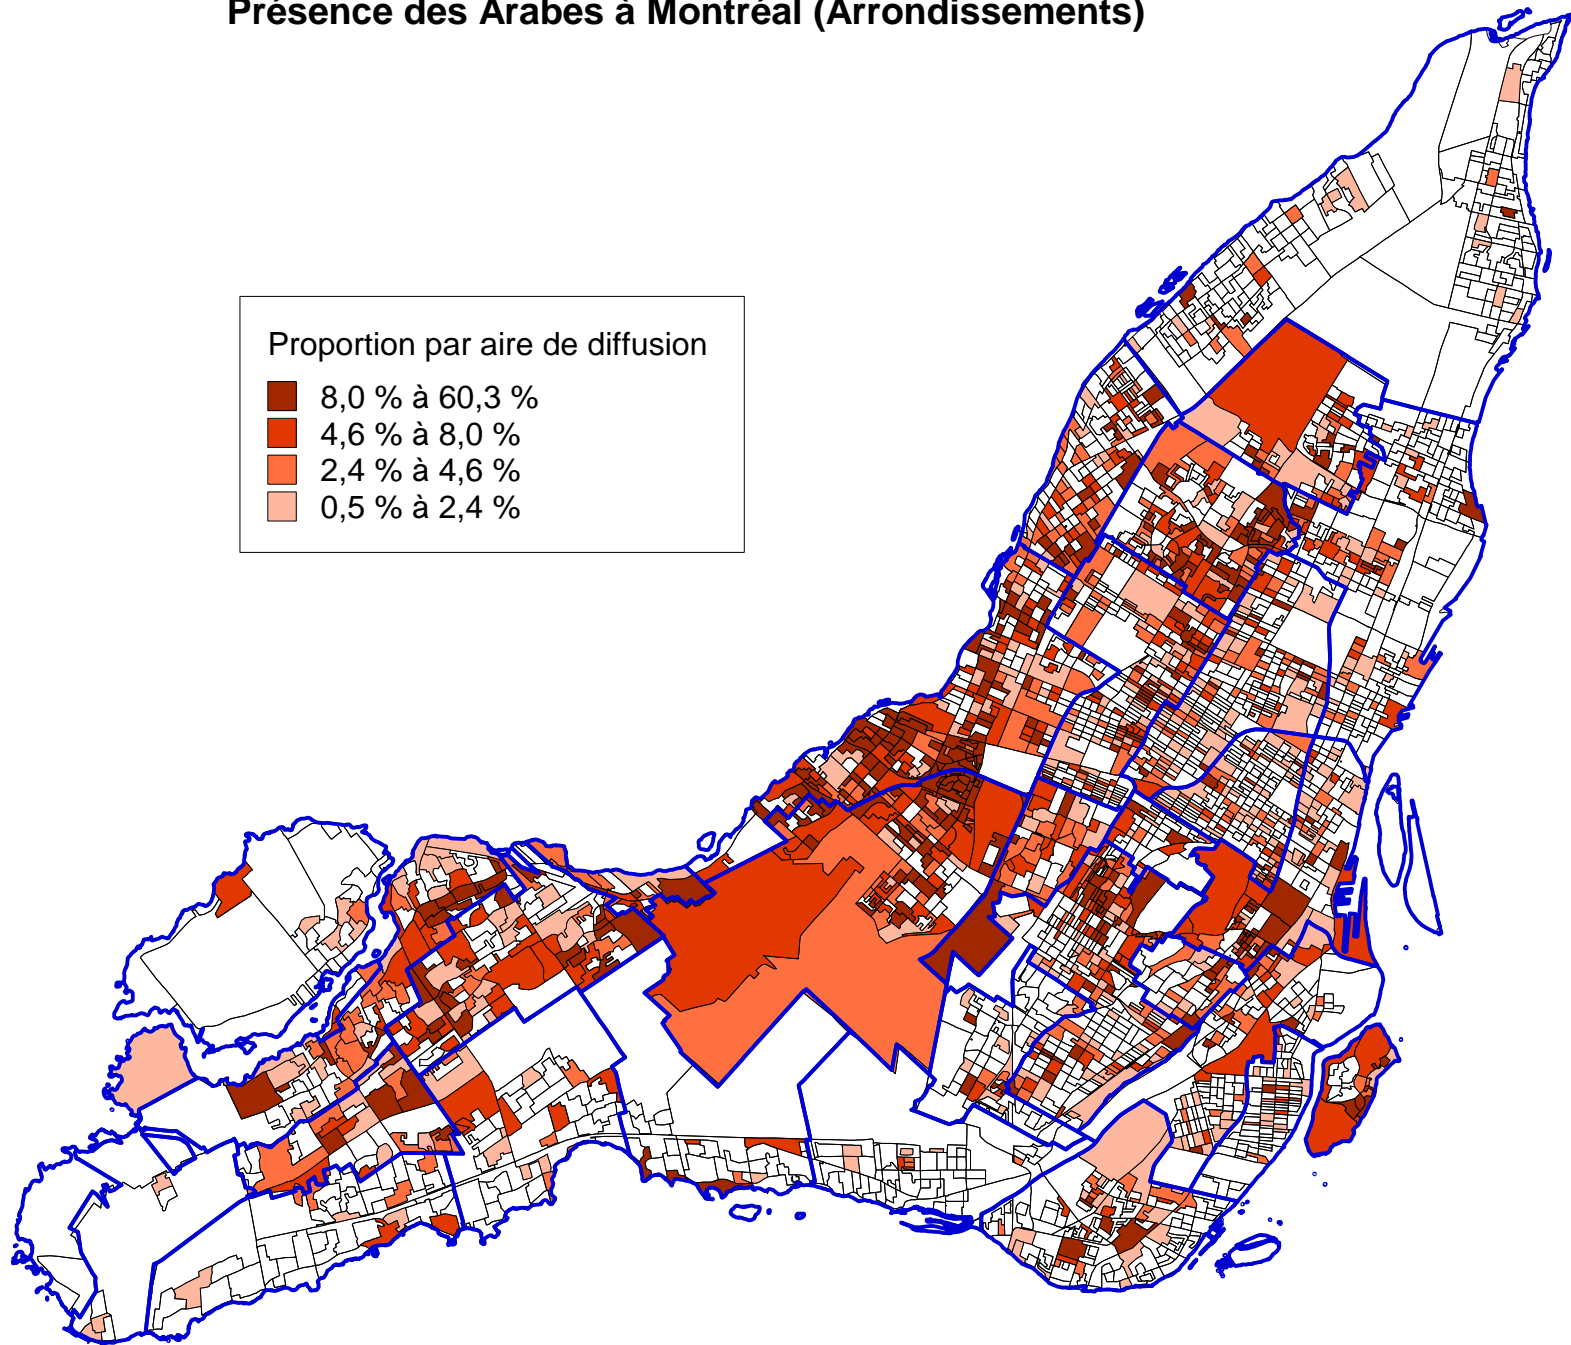 Présence des Arabes à Montréal (Arrondissements)
Proportion par aire de diffusion
8,0 % à 60,3 %
4,6 % à 8,0 %
2,4 % à 4,6 %
0,5 % à 2,4 %